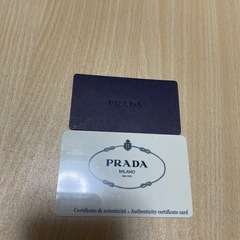 PRADA
PRADA
MILANO
Certificato di autenticità - Authenticity certificate card